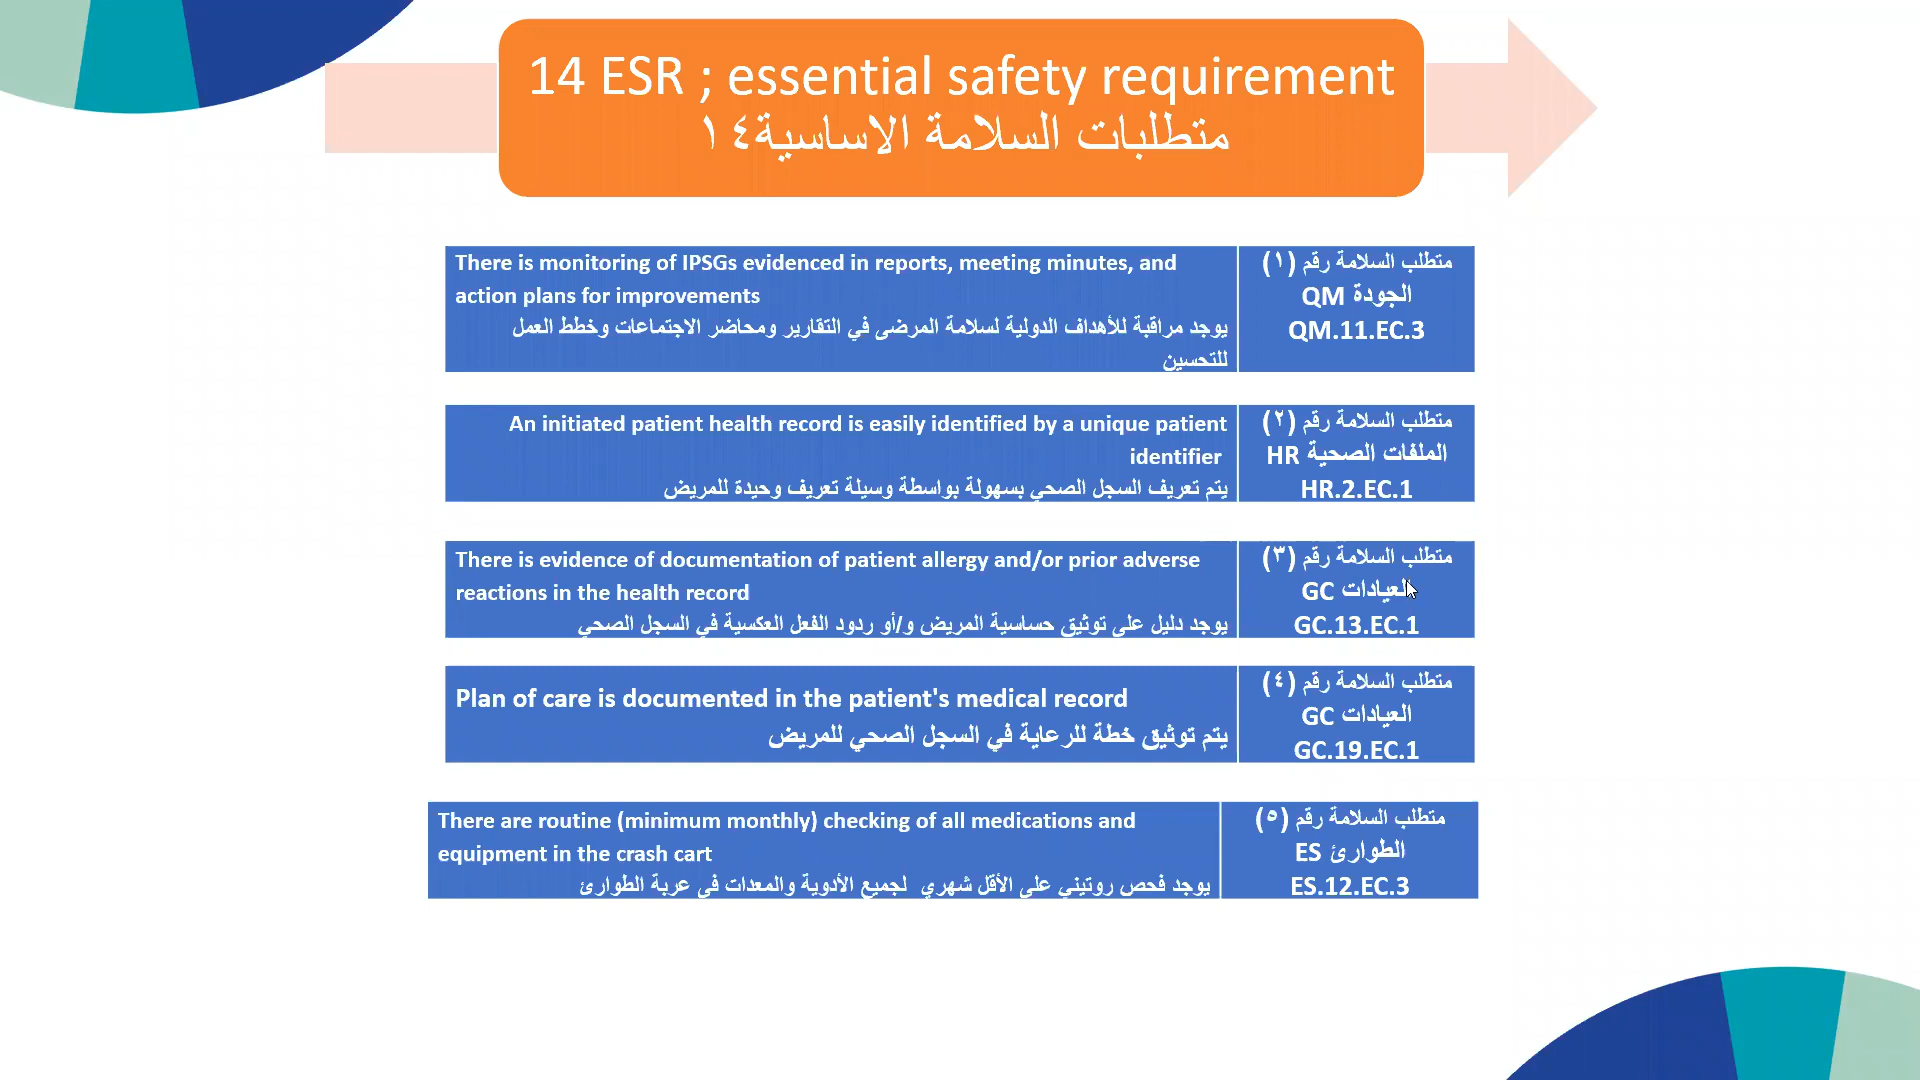 14 ESR ; essential safety requirement
متطلبات السلامة الاساسية١٤
There is monitoring of IPSGs evidenced in reports, meeting minutes, and
action plans for improvements
يوجد مراقبة للأهداف الدولية لسلامة المرضى في التقارير ومحاضر الاجتماعات وخطط العمل
للتحسين
متطلب السلامة رقم (١)
الجودة QM
QM.11.EC.3
An initiated patient health record is easily identified by a unique patient
identifier
يتم تعريف السجل الصحي بسهولة بواسطة وسيلة تعريف وحيدة للمريض
متطلب السلامة رقم (٢)
الملفات الصحية HR
HR.2.EC.1
There is evidence of documentation of patient allergy and/or prior adverse
reactions in the health record
يوجد دليل على توثيق حساسية المريض و/أو ردود الفعل العكسية في السجل الصحي
متطلب السلامة رقم (٣)
العيادات GC
GC.13.EC.1
Plan of care is documented in the patient's medical record
يتم توثيق خطة للرعاية في السجل الصحي للمريض
متطلب السلامة رقم (٤)
العيادات GC
GC.19.EC.1
There are routine (minimum monthly) checking of all medications and
equipment in the crash cart
يوجد فحص روتيني على الأقل شهري لجميع الأدوية والمعدات في عربة الطوارئ
متطلب السلامة رقم (٥)
الطوارئ ES
ES.12.EC.3